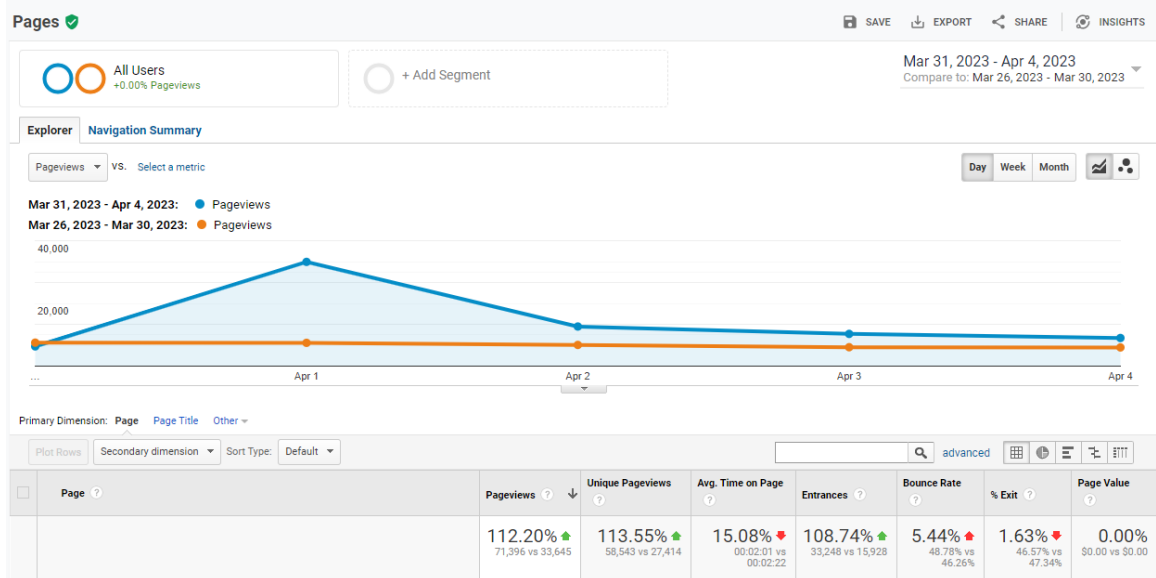 Pages
SAVE EXPORT SHARE INSIGHTS
All Users
+0.00% Pageviews
+ Add Segment
Mar 31, 2023 - Apr 4, 2023
Compare to: Mar 26, 2023 - Mar 30, 2023
Explorer Navigation Summary
Pageviews VS. Select a metric
Day Week Month
Mar 31, 2023 - Apr 4, 2023: Pageviews
Mar 26, 2023 - Mar 30, 2023: Pageviews
40,000
20,000
... Apr 1 Apr 2 Apr 3 Apr 4
Primary Dimension: Page Page Title Other
Plot Rows Secondary dimension Sort Type: Default advanced
Page ? Pageviews ? Unique Pageviews ? Avg. Time on Page ? Entrances ? Bounce Rate ? % Exit ? Page Value ?
112.20% 113.55% 15.08% 108.74% 5.44% 1.63% 0.00%
71,396 vs 33,645 58,543 vs 27,414 00:02:01 vs 00:02:22 33,248 vs 15,928 48.78% vs 46.26% 46.57% vs 47.34% $0.00 vs $0.00